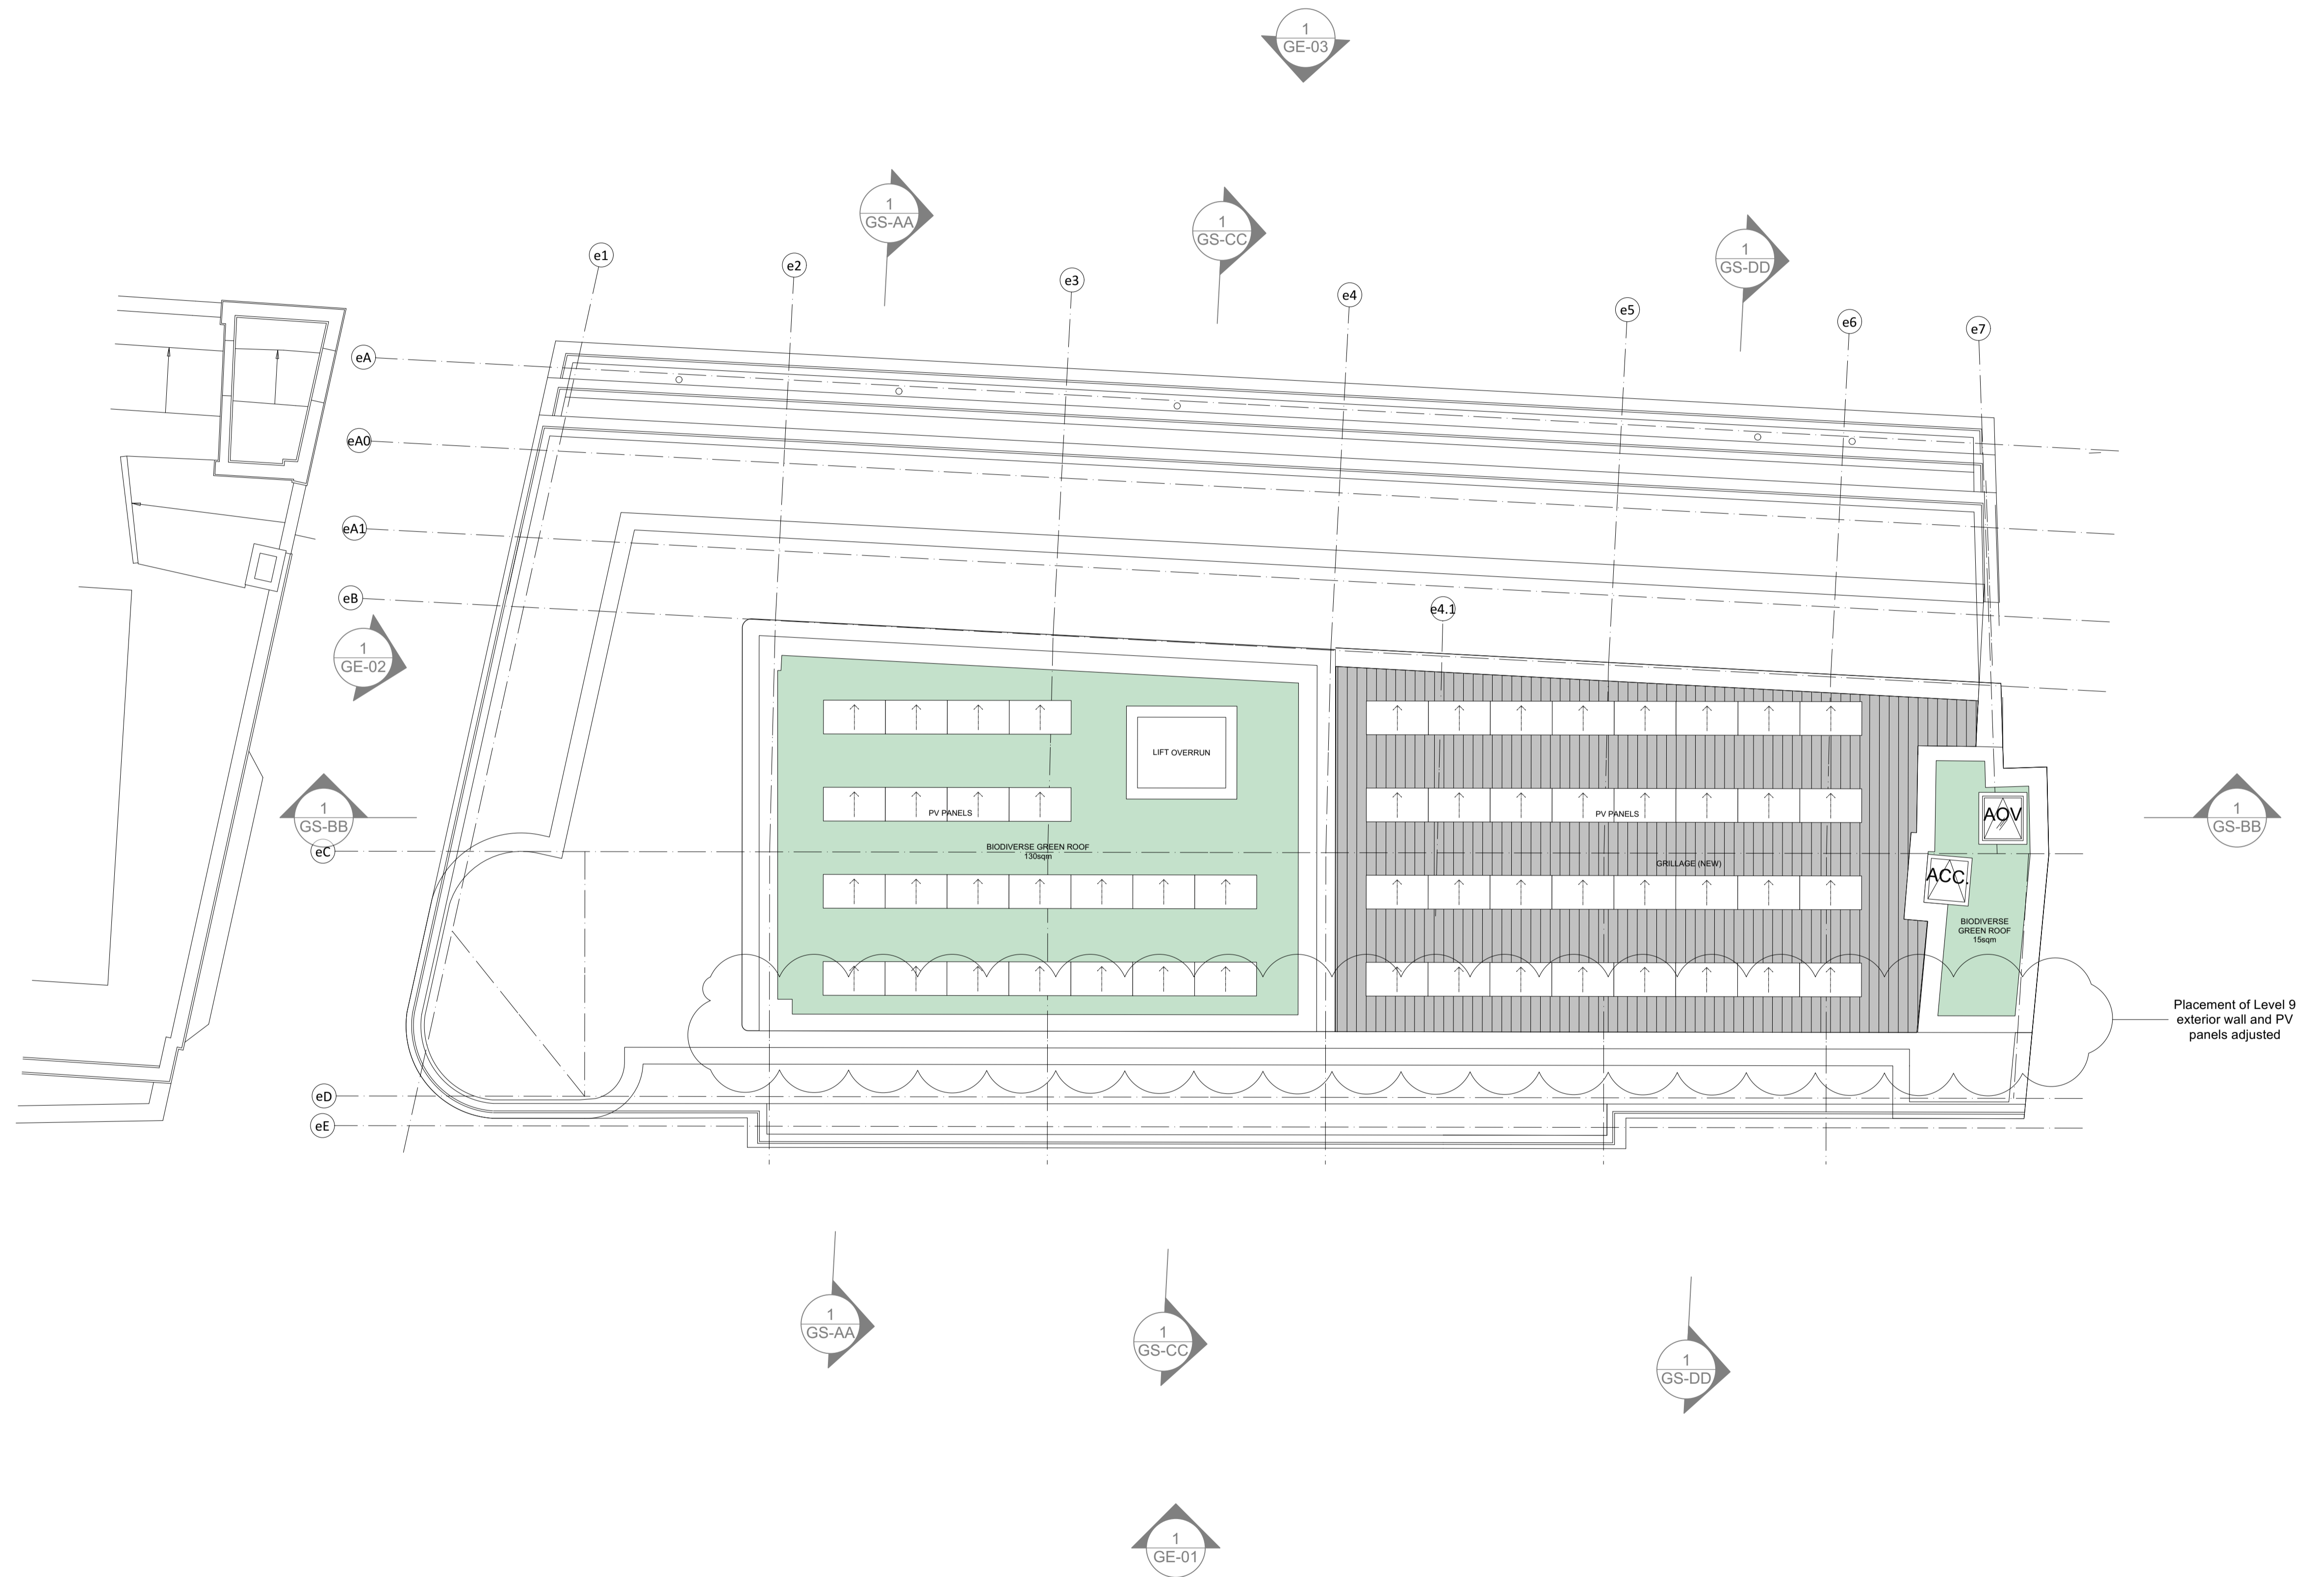 1
GE-03
1
GS-AA
1
GS-CC
1
GS-DD
e1
e2
e3
e4
e5
e6
e7
eA
eA0
eA1
eB
e4.1
1
GE-02
LIFT OVERRUN
1
GS-BB
PV PANELS
PV PANELS
AOV
1
GS-BB
eC
BIODIVERSE GREEN ROOF
130sqm
GRILLAGE (NEW)
ACC.
BIODIVERSE
GREEN ROOF
15sqm
Placement of Level 9
exterior wall and PV
panels adjusted
eD
eE
1
GS-AA
1
GS-CC
1
GS-DD
1
GE-01